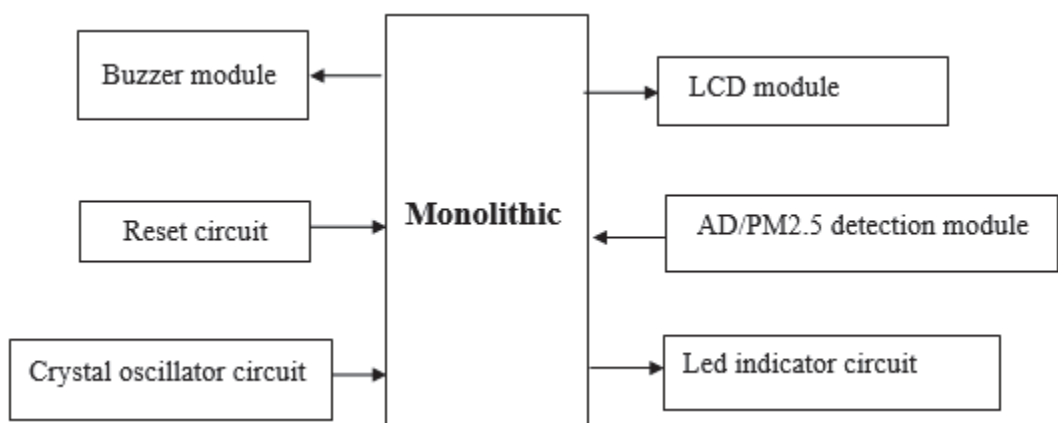 Buzzer module
LCD module
Monolithic
Reset circuit
AD/PM2.5 detection module
Crystal oscillator circuit
Led indicator circuit